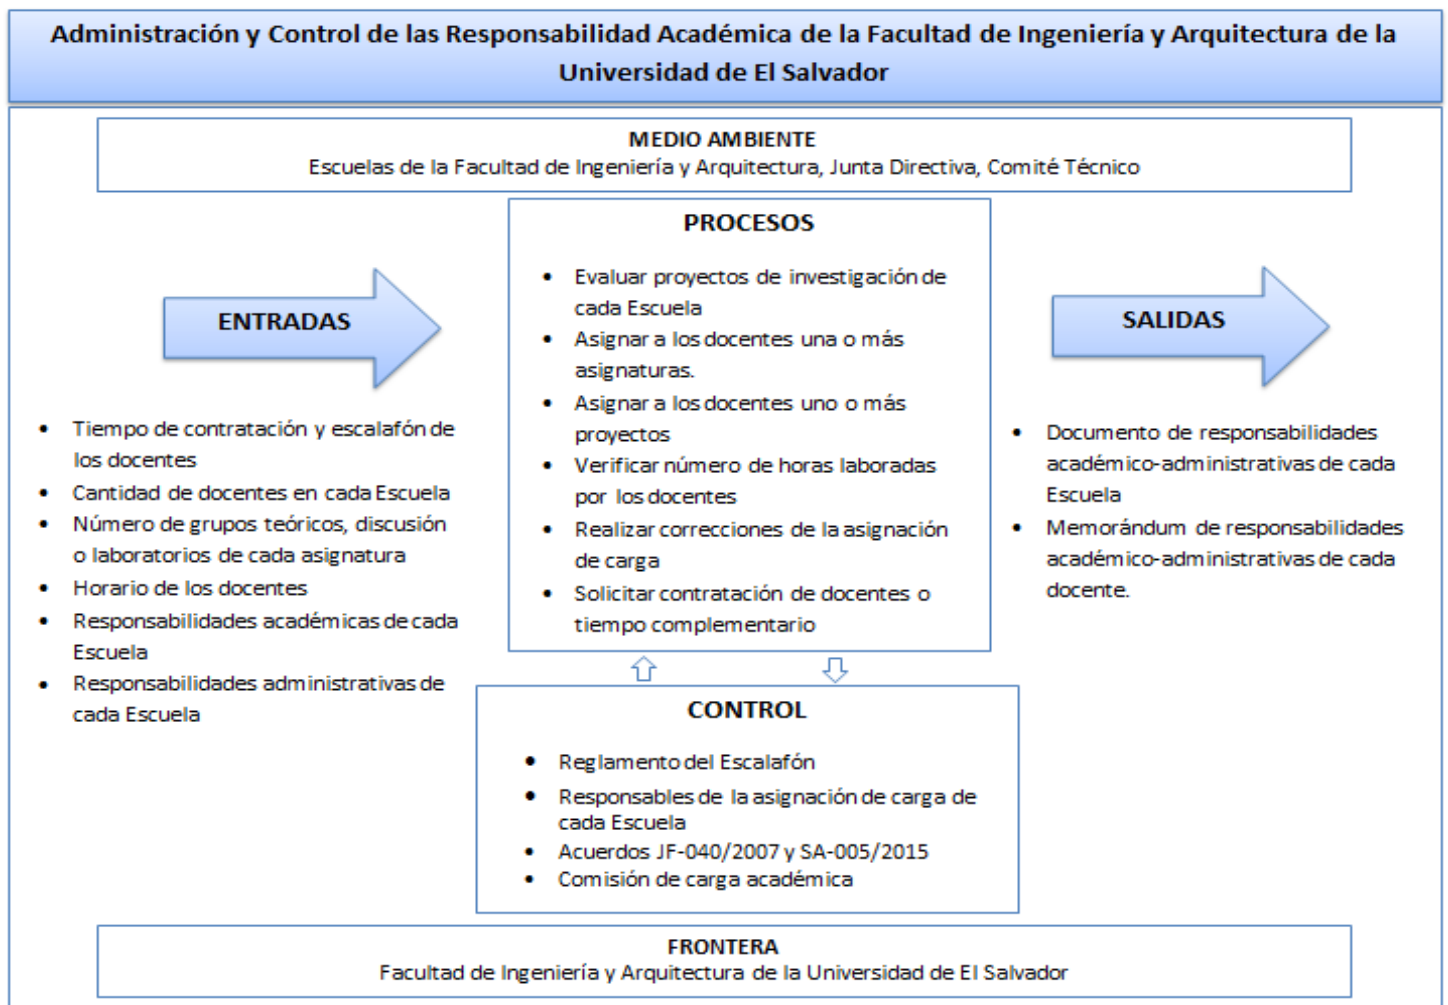 Administración y Control de las Responsabilidad Académica de la Facultad de Ingeniería y Arquitectura de la
Universidad de El Salvador
MEDIO AMBIENTE
Escuelas de la Facultad de Ingeniería y Arquitectura, Junta Directiva, Comité Técnico
ENTRADAS
• Tiempo de contratación y escalafón de
los docentes
• Cantidad de docentes en cada Escuela
• Número de grupos teóricos, discusión
o laboratorios de cada asignatura
• Horario de los docentes
• Responsabilidades académicas de cada
Escuela
• Responsabilidades administrativas de
cada Escuela
PROCESOS
• Evaluar proyectos de investigación de
cada Escuela
• Asignar a los docentes una o más
asignaturas.
• Asignar a los docentes uno o más
proyectos
• Verificar número de horas laboradas
por los docentes
• Realizar correcciones de la asignación
de carga
• Solicitar contratación de docentes o
tiempo complementario
SALIDAS
• Documento de responsabilidades
académico-administrativas de cada
Escuela
• Memorándum de responsabilidades
académico-administrativas de cada
docente.
CONTROL
• Reglamento del Escalafón
• Responsables de la asignación de carga de
cada Escuela
• Acuerdos JF-040/2007 y SA-005/2015
• Comisión de carga académica
FRONTERA
Facultad de Ingeniería y Arquitectura de la Universidad de El Salvador